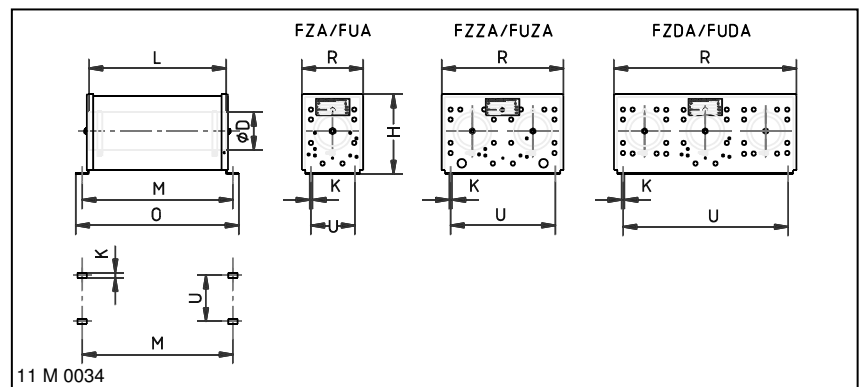 FZA/FUA
FZZA/FUZA
FZDA/FUDA
L
R
R
R
H
ØD
M
O
K
U
K
U
K
U
K
U
M
11 M 0034